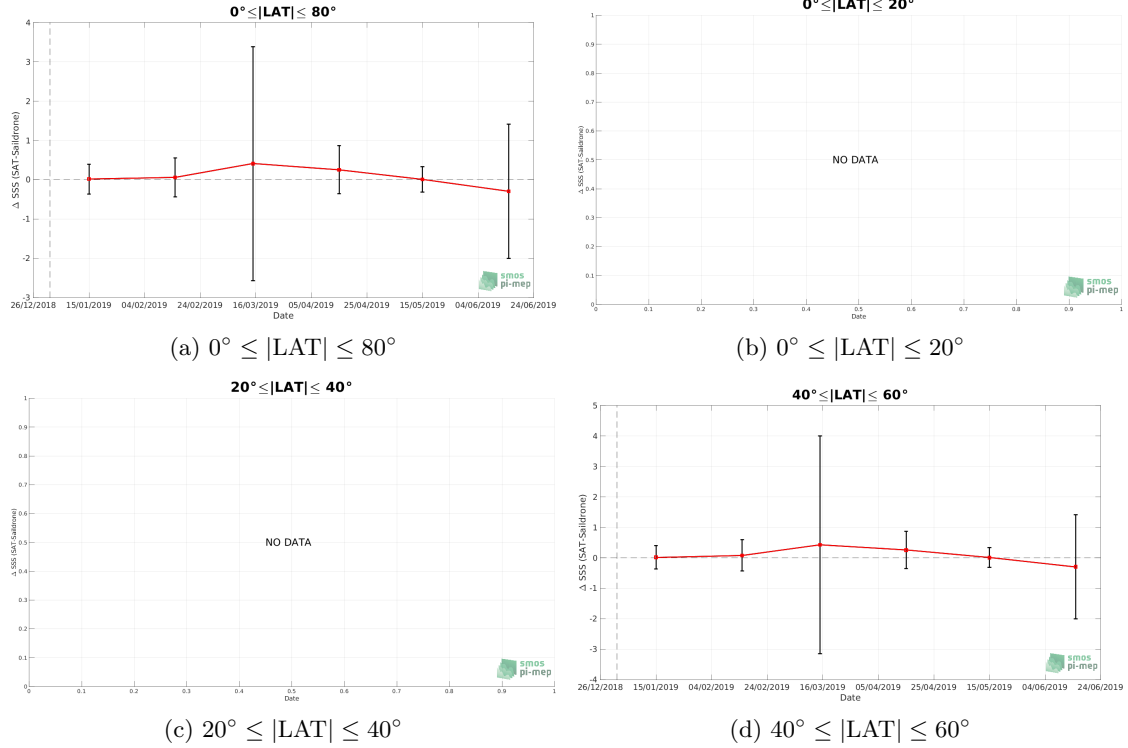 0°≤|LAT|≤ 80°
4
3
2
1
0
-1
-2
-3
Δ SSS (SAT-Saildrone)
26/12/2018 15/01/2019 04/02/2019 24/02/2019 16/03/2019 05/04/2019 25/04/2019 15/05/2019 04/06/2019 24/06/2019
Date
smos
pi-mep
(a) 0° ≤ |LAT| ≤ 80°
0°≤|LAT|≤ 20°
1
0.9
0.8
0.7
0.6
0.5
0.4
0.3
0.2
0.1
0
Δ SSS (SAT-Saildrone)
NO DATA
0 0.1 0.2 0.3 0.4 0.5 0.6 0.7 0.8 0.9 1
Date
smos
pi-mep
(b) 0° ≤ |LAT| ≤ 20°
20°≤|LAT|≤ 40°
1
0.9
0.8
0.7
0.6
0.5
0.4
0.3
0.2
0.1
0
Δ SSS (SAT-Saildrone)
NO DATA
0 0.1 0.2 0.3 0.4 0.5 0.6 0.7 0.8 0.9 1
Date
smos
pi-mep
(c) 20° ≤ |LAT| ≤ 40°
40°≤|LAT|≤ 60°
5
4
3
2
1
0
-1
-2
-3
-4
Δ SSS (SAT-Saildrone)
26/12/2018 15/01/2019 04/02/2019 24/02/2019 16/03/2019 05/04/2019 25/04/2019 15/05/2019 04/06/2019 24/06/2019
Date
smos
pi-mep
(d) 40° ≤ |LAT| ≤ 60°